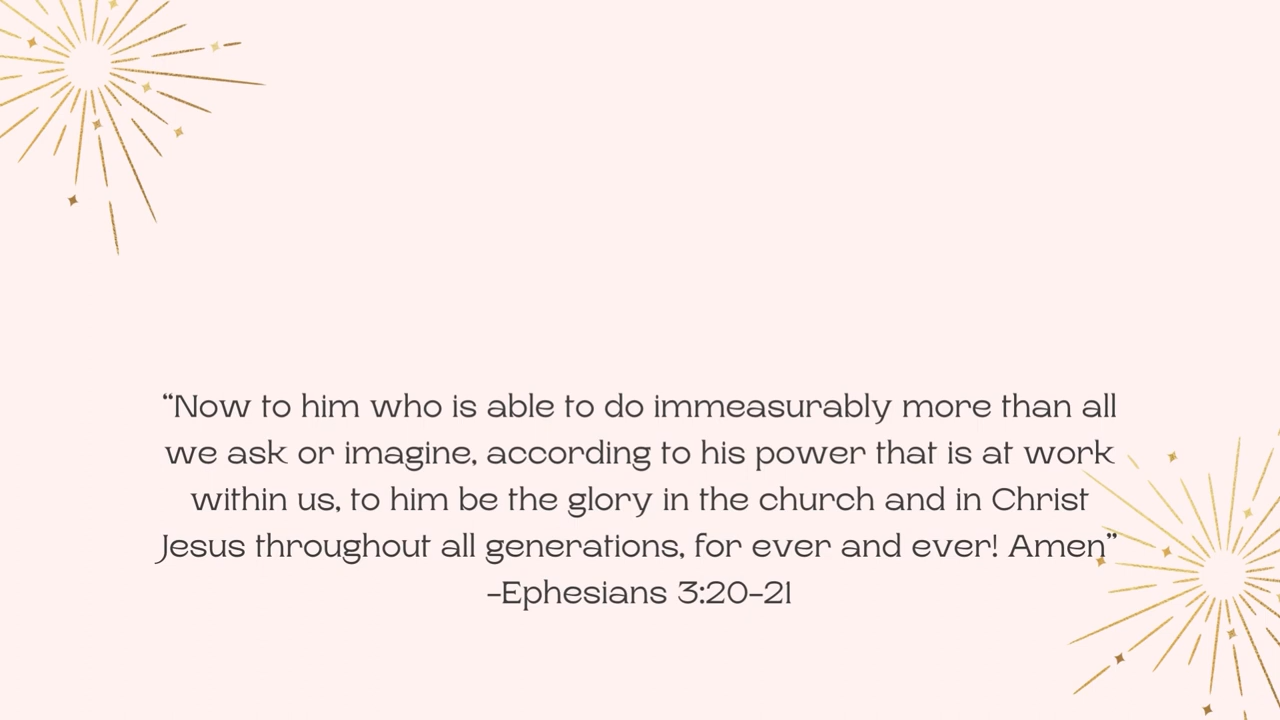 “Now to him who is able to do immeasurably more than all
we ask or imagine, according to his power that is at work
within us, to him be the glory in the church and in Christ
Jesus throughout all generations, for ever and ever! Amen”
-Ephesians 3:20-21